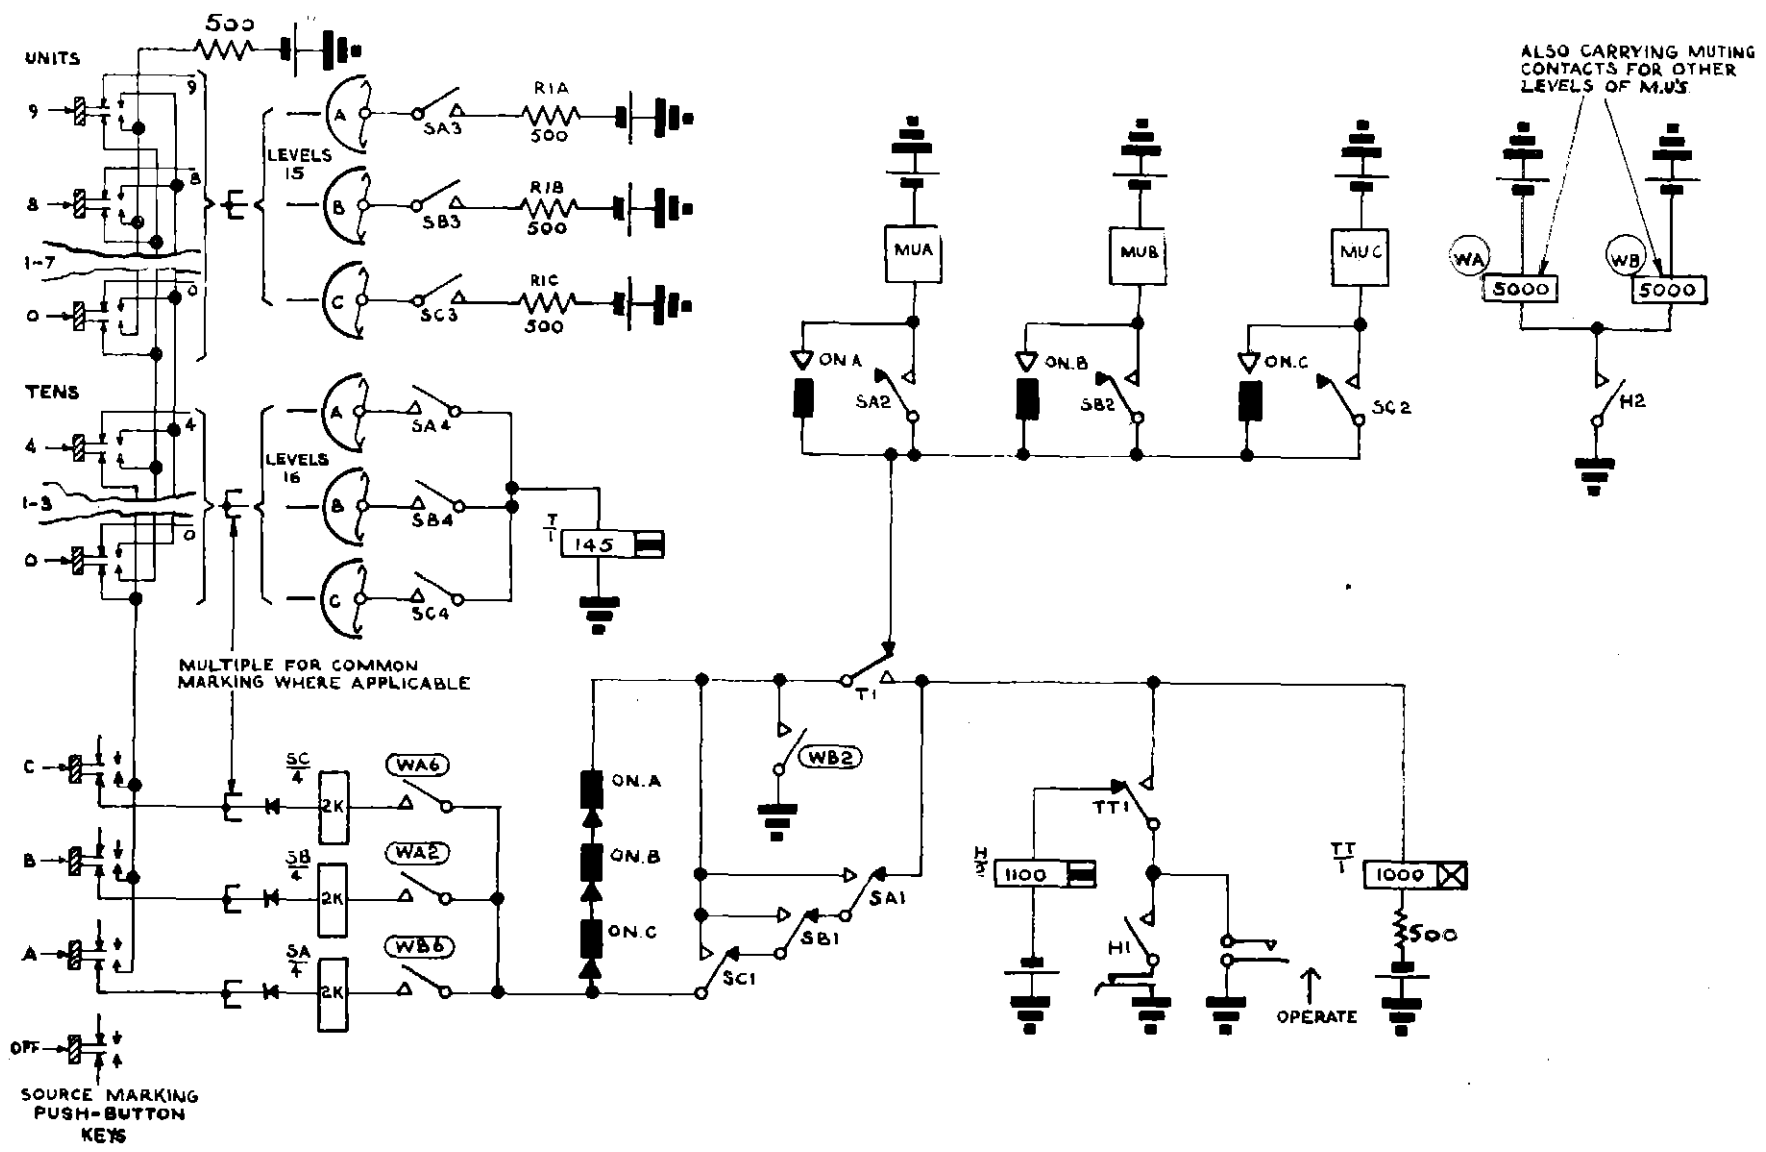 500
UNITS
9
9
8
8
1-7
0
0
TENS
4
4
1-3
0
0
LEVELS
15
A
SA3
R1A
500
B
SB3
R1B
500
C
SC3
R1C
500
LEVELS
16
A
SA4
B
SB4
C
SC4
T
1
145
MULTIPLE FOR COMMON
MARKING WHERE APPLICABLE
C
SC
4
2K
WA6
B
SB
4
2K
WA2
A
SA
4
2K
WB6
OFF
SOURCE MARKING
PUSH-BUTTON
KEYS
MUA
MUB
MUC
ON.A
SA2
ON.B
SB2
ON.C
SC2
ALSO CARRYING MUTING
CONTACTS FOR OTHER
LEVELS OF M.U'S.
WA
5000
WB
5000
H2
T1
WB2
ON.A
ON.B
ON.C
SA1
SB1
SC1
TT1
H
1100
H1
OPERATE
TT
1
1000
500